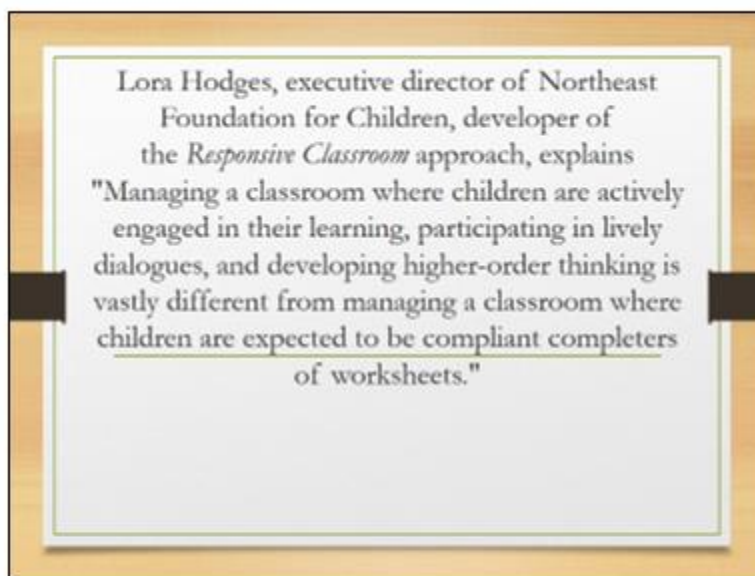 Lora Hodges, executive director of Northeast
Foundation for Children, developer of
the Responsive Classroom approach, explains
"Managing a classroom where children are actively
engaged in their learning, participating in lively
dialogues, and developing higher-order thinking is
vastly different from managing a classroom where
children are expected to be compliant completers
of worksheets."